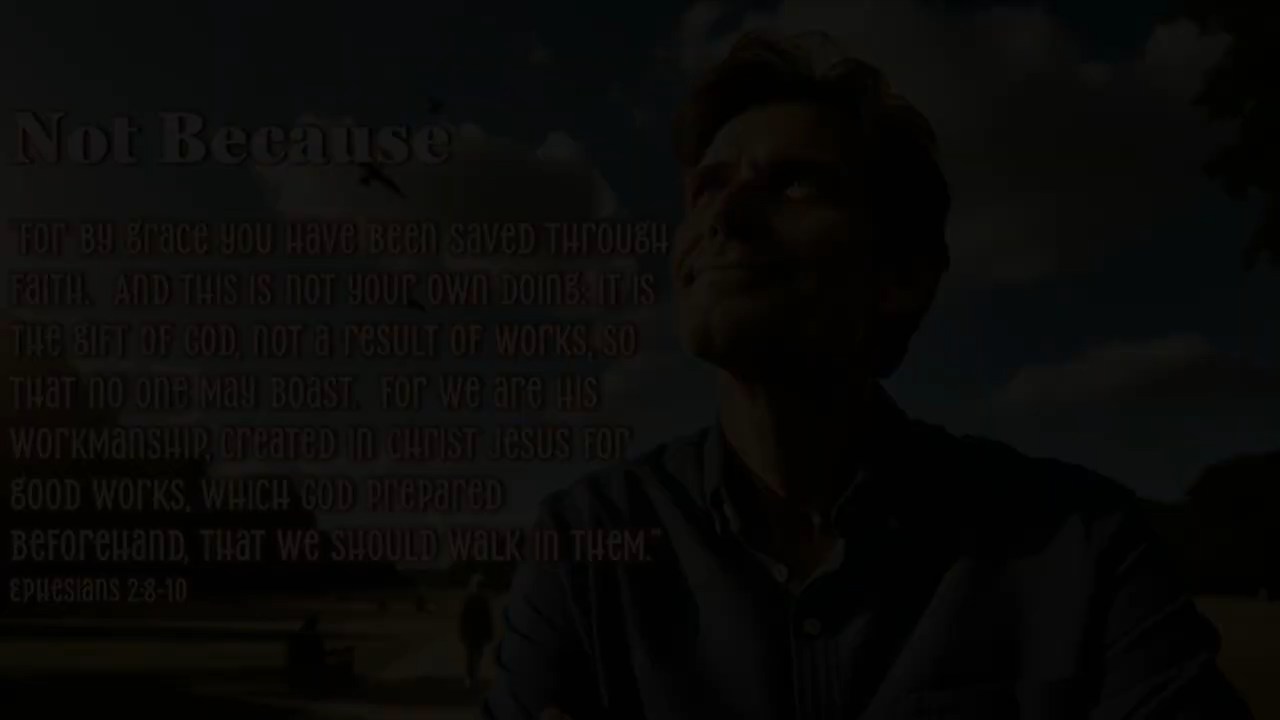 Not Because
"For by grace you have been saved through
faith.  And this is not your own doing; it is
the gift of God, not a result of works, so
that no one may boast.  For we are his
workmanship, created in Christ Jesus for
good works, which God prepared
beforehand, that we should walk in them."
Ephesians 2:8-10